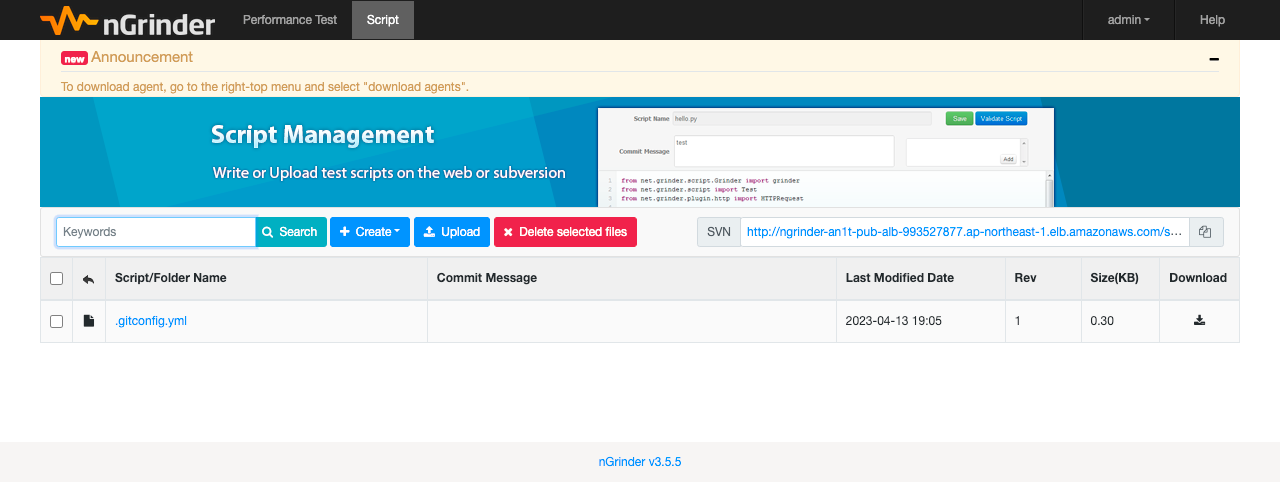 nGrinder Performance Test Script admin Help
new Announcement
To download agent, go to the right-top menu and select "download agents".
Script Management
Write or Upload test scripts on the web or subversion
Script Name hello.py Save Validate Script
Commit Message test Add
1 from net.grinder.script.Grinder import grinder
2 from net.grinder.script import Test
3 from net.grinder.plugin.http import HTTPRequest
Keywords Search Create Upload Delete selected files SVN http://ngrinder-an1t-pub-alb-993527877.ap-northeast-1.elb.amazonaws.com/s...
Script/Folder Name Commit Message Last Modified Date Rev Size(KB) Download
.gitconfig.yml 2023-04-13 19:05 1 0.30
nGrinder v3.5.5